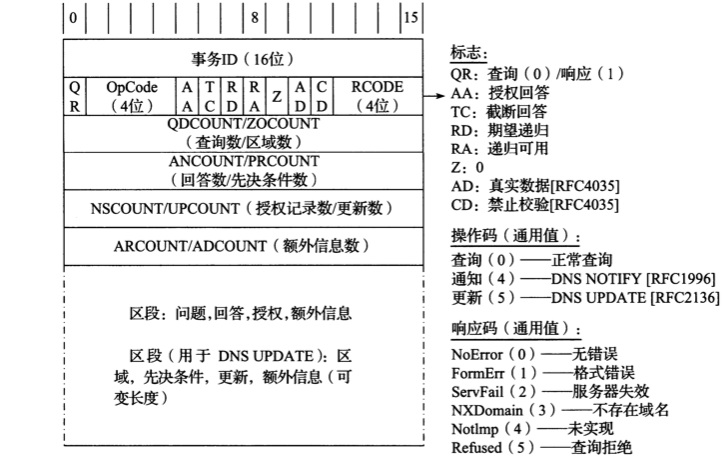 0 8 15
事务ID（16位）
QR OpCode（4位） AA TC RD RA Z AD CD RCODE（4位）
QDCOUNT/ZOCOUNT
（查询数/区域数）
ANCOUNT/PRCOUNT
（回答数/先决条件数）
NSCOUNT/UPCOUNT（授权记录数/更新数）
ARCOUNT/ADCOUNT（额外信息数）
区段：问题,回答,授权,额外信息
区段（用于 DNS UPDATE）：区
域，先决条件，更新，额外信息（可
变长度）
标志：
QR：查询（0）/响应（1）
AA：授权回答
TC：截断回答
RD：期望递归
RA：递归可用
Z：0
AD：真实数据[RFC4035]
CD：禁止校验[RFC4035]
操作码（通用值）：
查询（0）——正常查询
通知（4）——DNS NOTIFY [RFC1996]
更新（5）——DNS UPDATE [RFC2136]
响应码（通用值）：
NoError（0）——无错误
FormErr（1）——格式错误
ServFail（2）——服务器失效
NXDomain（3）——不存在域名
NotImp（4）——未实现
Refused（5）——查询拒绝